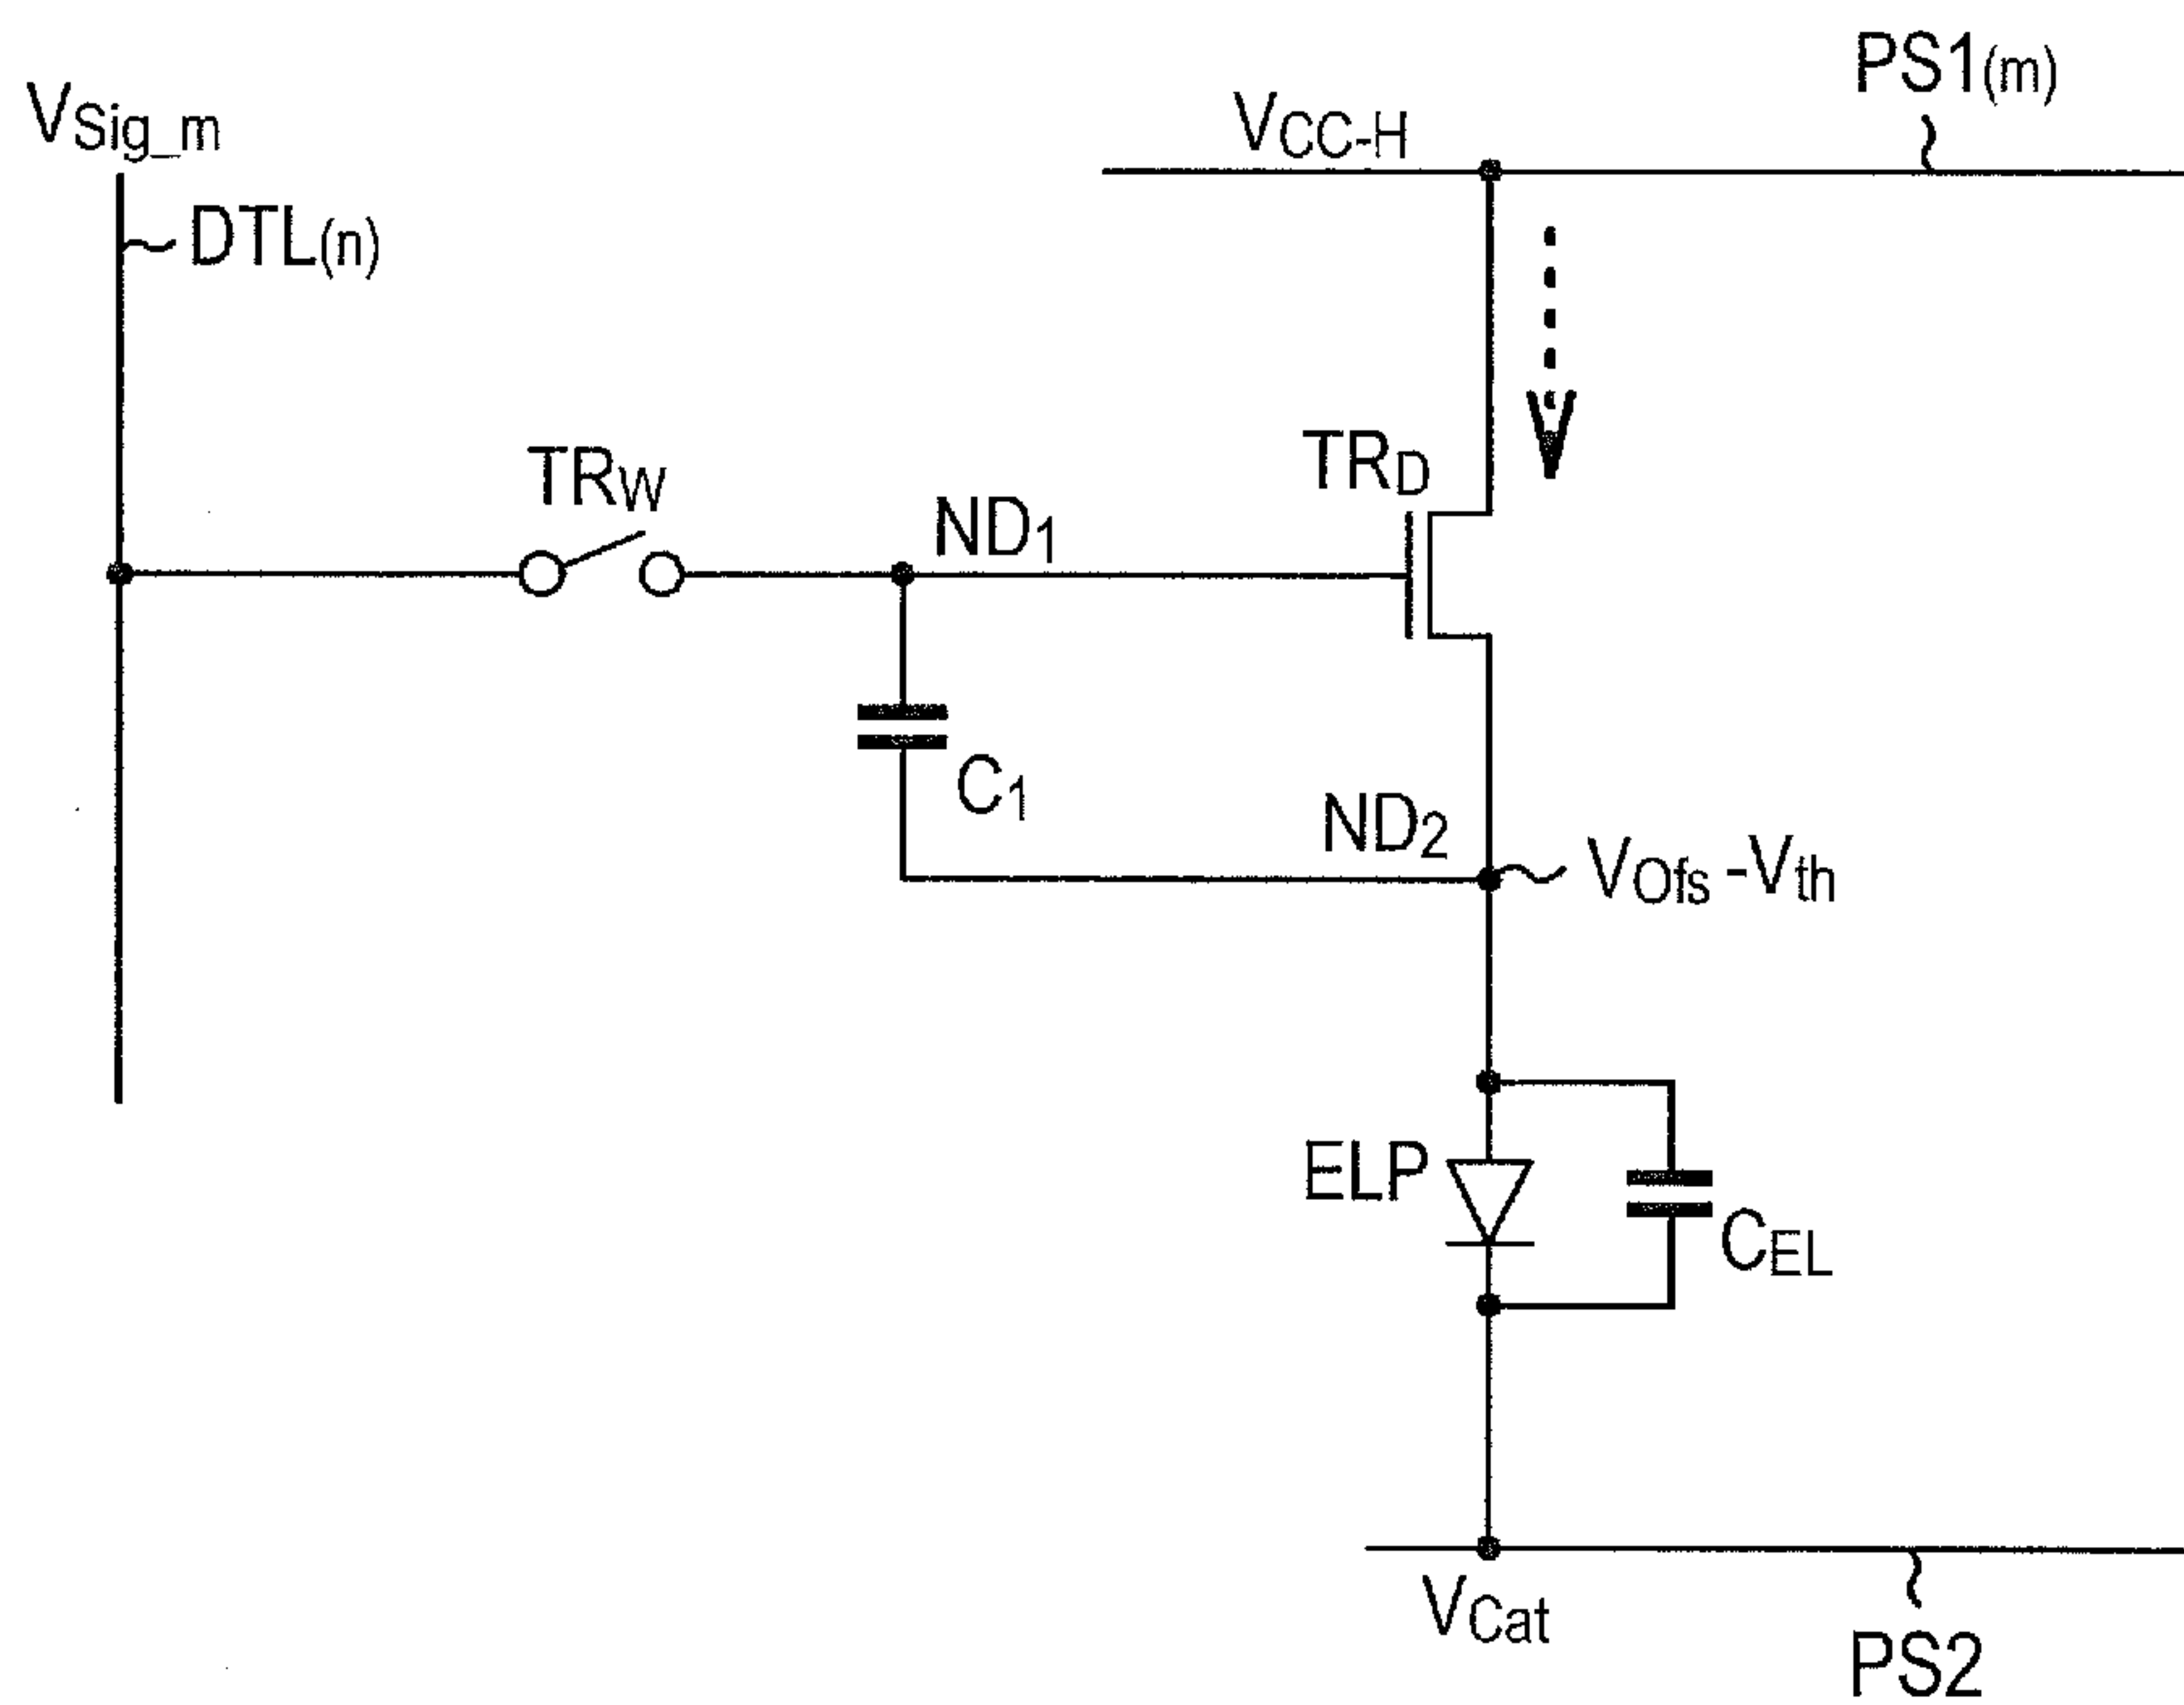 PS1(m)
VSig_m
VCC-H
DTL(n)
TRD
TRW
ND1
C1
ND2
VOfs -Vth
ELP
CEL
VCat
PS2